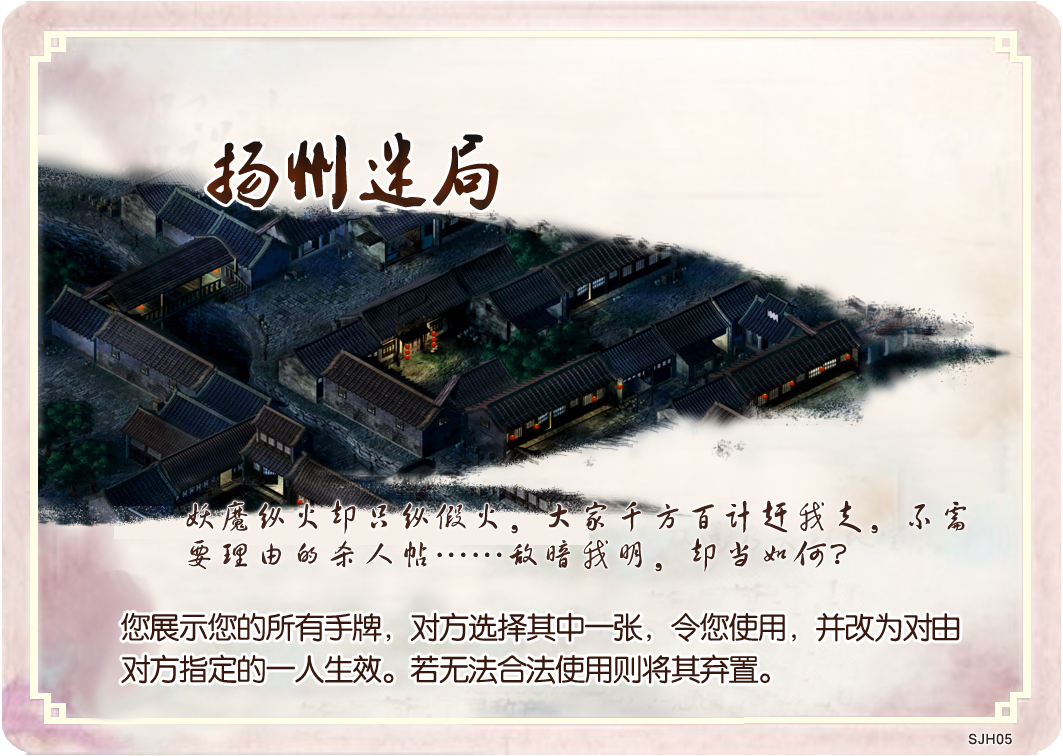 扬州迷局
妖魔纵火却只纵假火，大家千方百计赶我走，不需
要理由的杀人帖……敌暗我明，却当如何？
您展示您的所有手牌，对方选择其中一张，令您使用，并改为对由
对方指定的一人生效。若无法合法使用则将其弃置。
SJH05